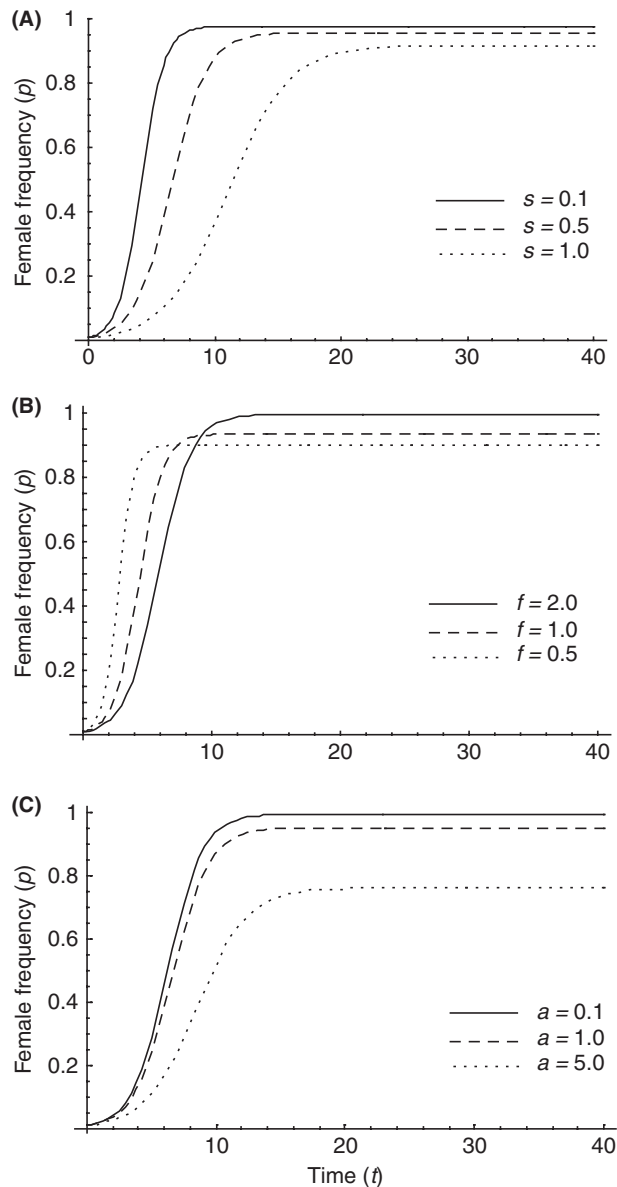 (A)
1
0.8
0.6
0.4
0.2
Female frequency (p)
s = 0.1
s = 0.5
s = 1.0
0
10
20
30
40
(B)
1
0.8
0.6
0.4
0.2
Female frequency (p)
f = 2.0
f = 1.0
f = 0.5
10
20
30
40
(C)
1
0.8
0.6
0.4
0.2
Female frequency (p)
a = 0.1
a = 1.0
a = 5.0
10
20
30
40
Time (t)